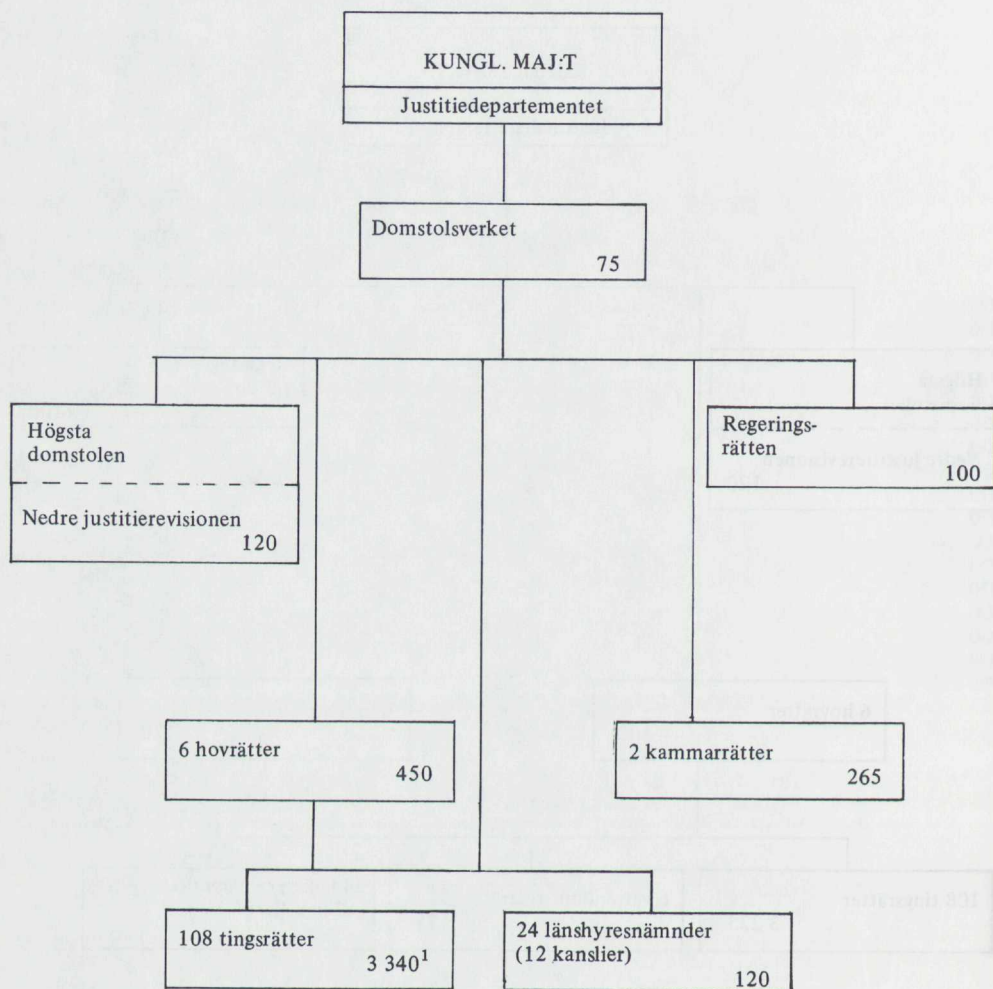 KUNGL. MAJ:T
Justitiedepartementet
Domstolsverket
75
Högsta
domstolen
Nedre justitierevisionen
120
Regerings-
rätten
100
6 hovrätter
450
2 kammarrätter
265
108 tingsrätter
3 340¹
24 länshyresnämnder
(12 kanslier)
120